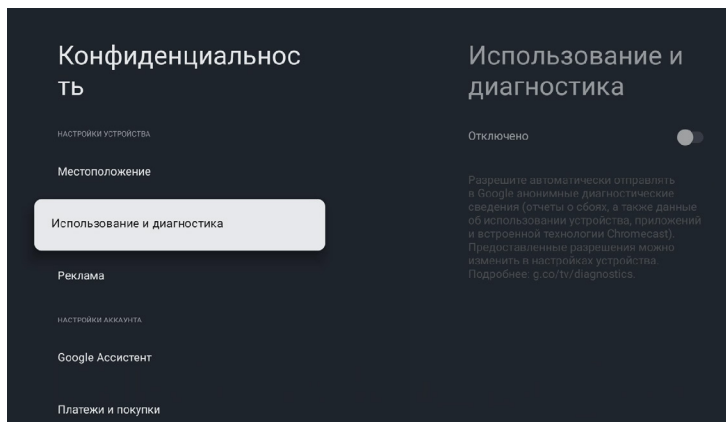 Конфиденциальнос
ть
НАСТРОЙКИ УСТРОЙСТВА
Местоположение
Использование и диагностика
Реклама
НАСТРОЙКИ АККАУНТА
Google Ассистент
Платежи и покупки
Использование и
диагностика
Отключено
Разрешите автоматически отправлять
в Google анонимные диагностические
сведения (отчеты о сбоях, а также данные
об использовании устройства, приложений
и встроенной технологии Chromecast).
Предоставленные разрешения можно
изменить в настройках устройства.
Подробнее: g.co/tv/diagnostics.